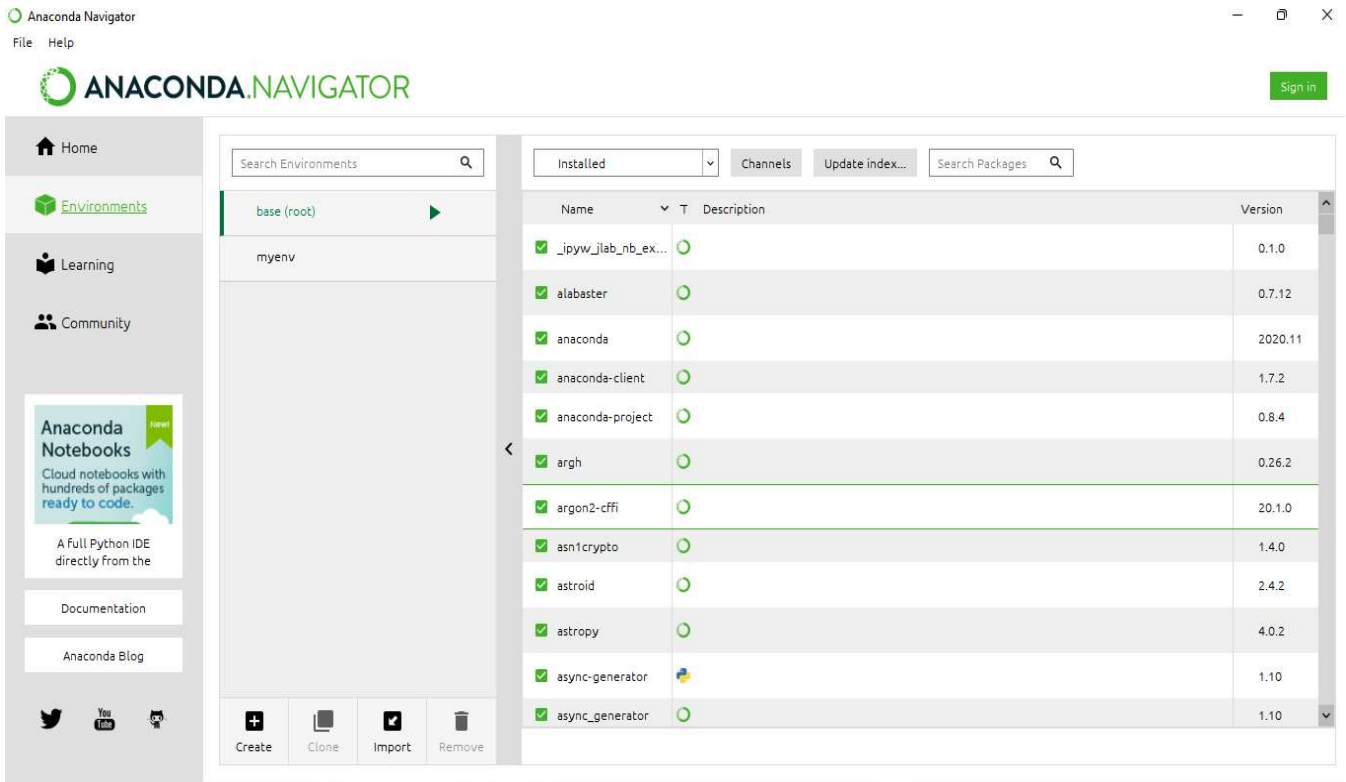 Anaconda Navigator
File Help
ANACONDA.NAVIGATOR
Sign in
Home
Environments
Learning
Community
Anaconda
Notebooks
New!
Cloud notebooks with
hundreds of packages
ready to code.
A full Python IDE
directly from the
Documentation
Anaconda Blog
You
Tube
Search Environments
base (root)
myenv
Create Clone Import Remove
Installed Channels Update index... Search Packages
Name T Description Version
_ipyw_jlab_nb_ex... 0.1.0
alabaster 0.7.12
anaconda 2020.11
anaconda-client 1.7.2
anaconda-project 0.8.4
argh 0.26.2
argon2-cffi 20.1.0
asn1crypto 1.4.0
astroid 2.4.2
astropy 4.0.2
async-generator 1.10
async_generator 1.10